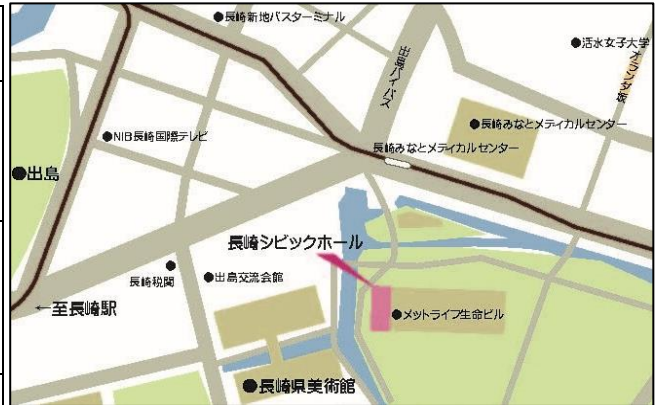 ●長崎新地バスターミナル
●活水女子大学
オランダ坂
出島バイパス
●NIB長崎国際テレビ
●長崎みなとメディカルセンター
長崎みなとメディカルセンター
●出島
長崎シビックホール
長崎税関
●出島交流会館
←至長崎駅
●メットライフ生命ビル
●長崎県美術館